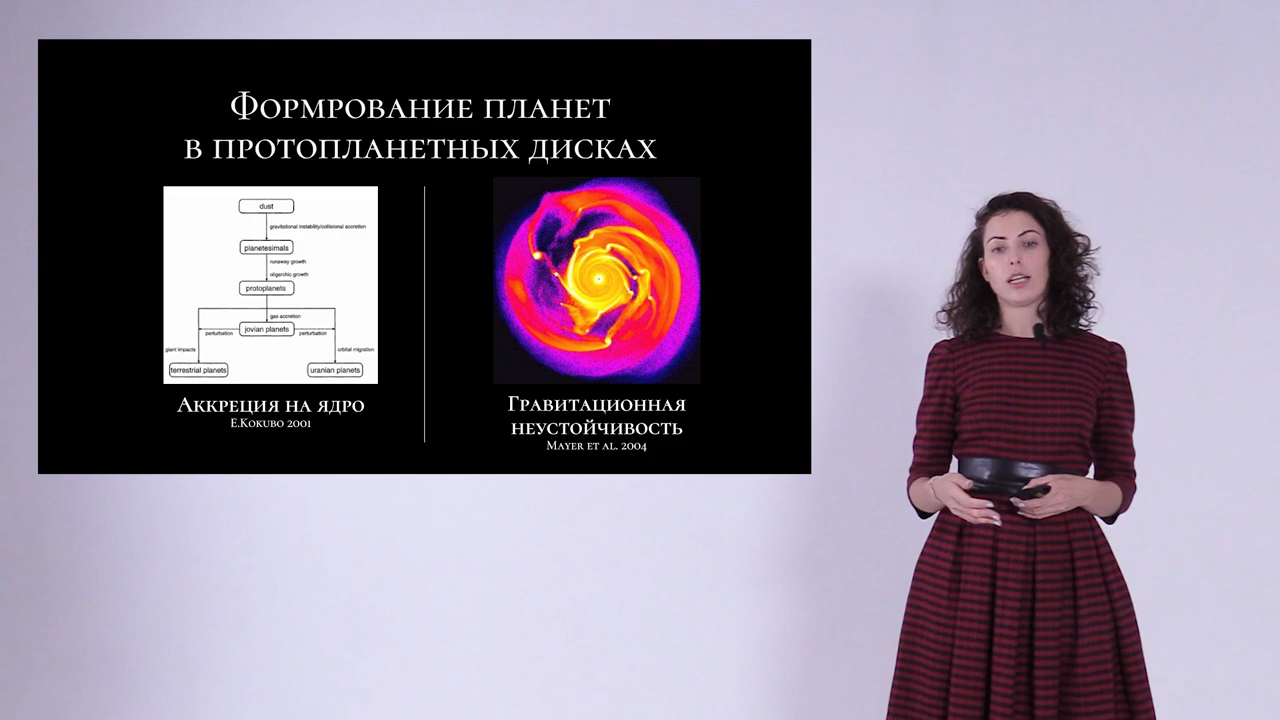 Формрование планет
в протопланетных дисках
dust
gravitational instability/collisional accretion
planetesimals
runaway growth
oligarchic growth
protoplanets
gas accretion
jovian planets
perturbation
perturbation
giant impacts
orbital migration
terrestrial planets
uranian planets
Аккреция на ядро
E.Kokubo 2001
Гравитационная
неустойчивость
Mayer et al. 2004